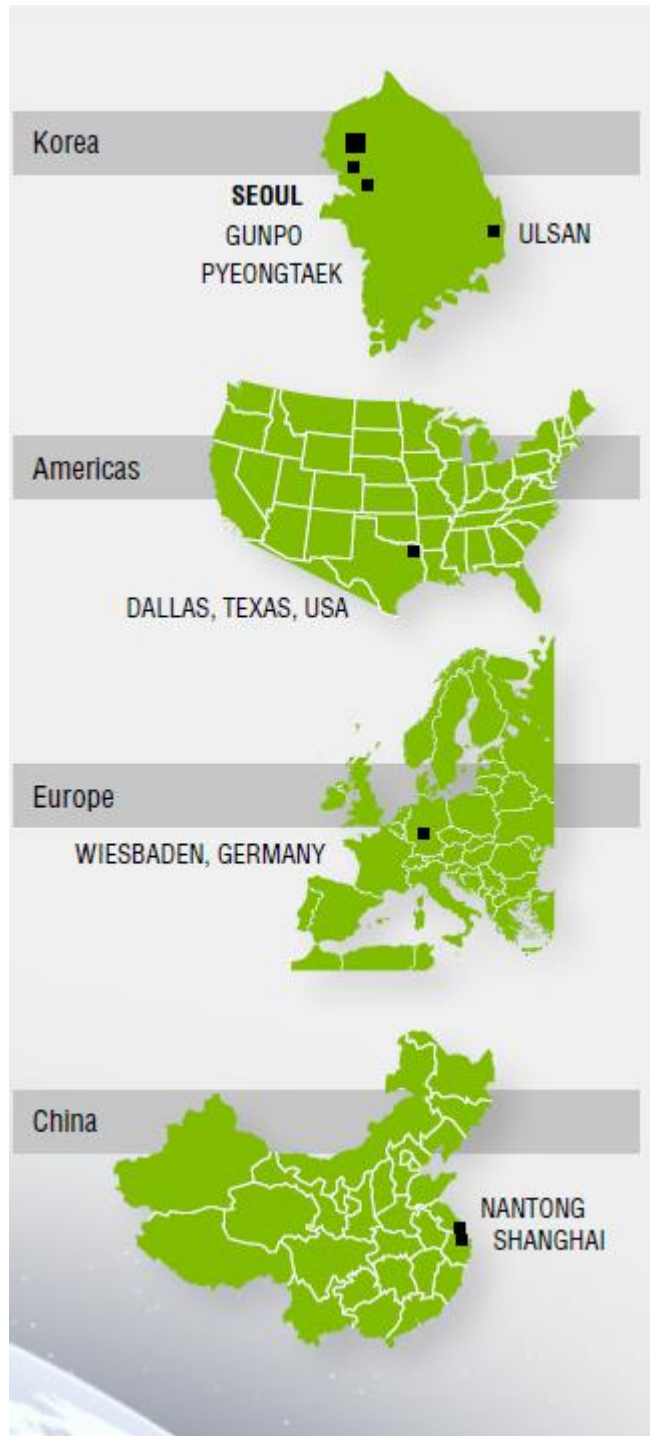 Korea
SEOUL
GUNPO
PYEONGTAEK
ULSAN
Americas
DALLAS, TEXAS, USA
Europe
WIESBADEN, GERMANY
China
NANTONG
SHANGHAI